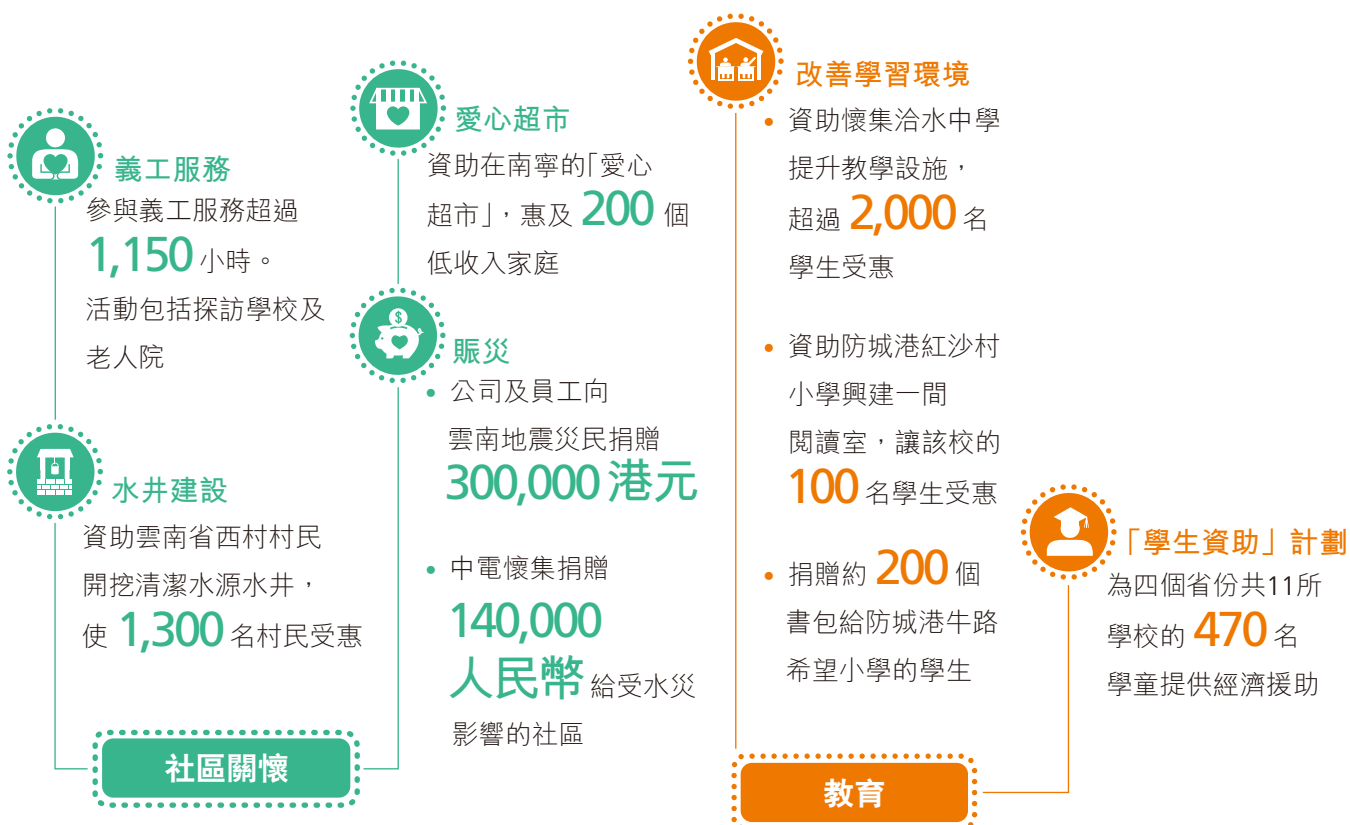 義工服務
參與義工服務超過
1,150 小時。
活動包括探訪學校及
老人院
水井建設
資助雲南省西村村民
開挖清潔水源水井，
使 1,300 名村民受惠
愛心超市
資助在南寧的「愛心
超市」，惠及 200 個
低收入家庭
賑災
• 公司及員工向
雲南地震災民捐贈
300,000 港元
• 中電懷集捐贈
140,000
人民幣 給受水災
影響的社區
社區關懷
改善學習環境
• 資助懷集洽水中學
提升教學設施，
超過 2,000 名
學生受惠
• 資助防城港紅沙村
小學興建一間
閱讀室，讓該校的
100 名學生受惠
• 捐贈約 200 個
書包給防城港牛路
希望小學的學生
「學生資助」計劃
為四個省份共11所
學校的 470 名
學童提供經濟援助
教育